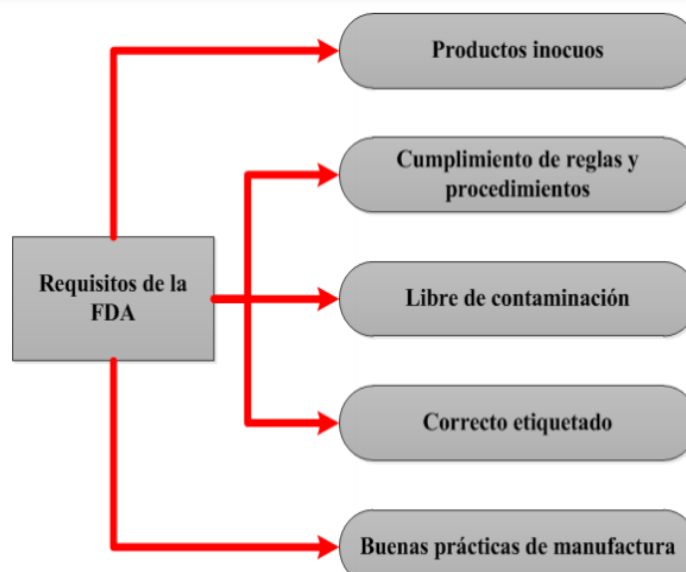 Productos inocuos
Cumplimiento de reglas y
procedimientos
Requisitos de la
FDA
Libre de contaminación
Correcto etiquetado
Buenas prácticas de manufactura